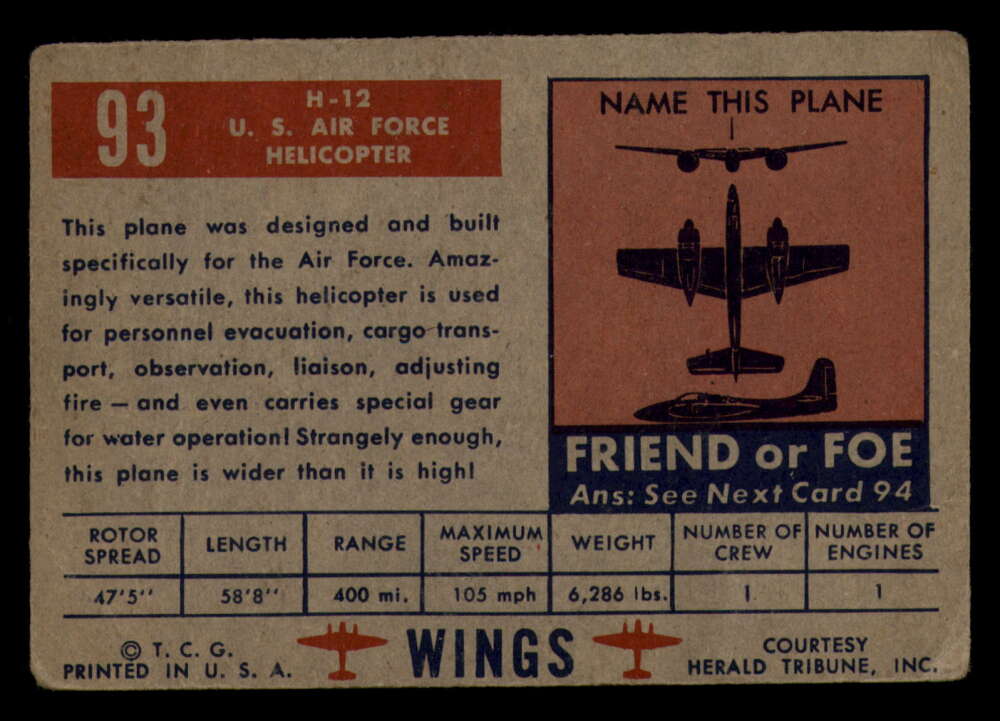 93
H-12
U. S. AIR FORCE
HELICOPTER
This plane was designed and built
specifically for the Air Force. Amaz-
ingly versatile, this helicopter is used
for personnel evacuation, cargo trans-
port, observation, liaison, adjusting
fire — and even carries special gear
for water operation! Strangely enough,
this plane is wider than it is high!
NAME THIS PLANE
FRIEND or FOE
Ans: See Next Card 94
ROTOR SPREAD LENGTH RANGE MAXIMUM SPEED WEIGHT NUMBER OF CREW NUMBER OF ENGINES
47'5'' 58'8'' 400 mi. 105 mph 6,286 lbs. 1 1
© T. C. G.
PRINTED IN U. S. A.
WINGS
COURTESY
HERALD TRIBUNE, INC.